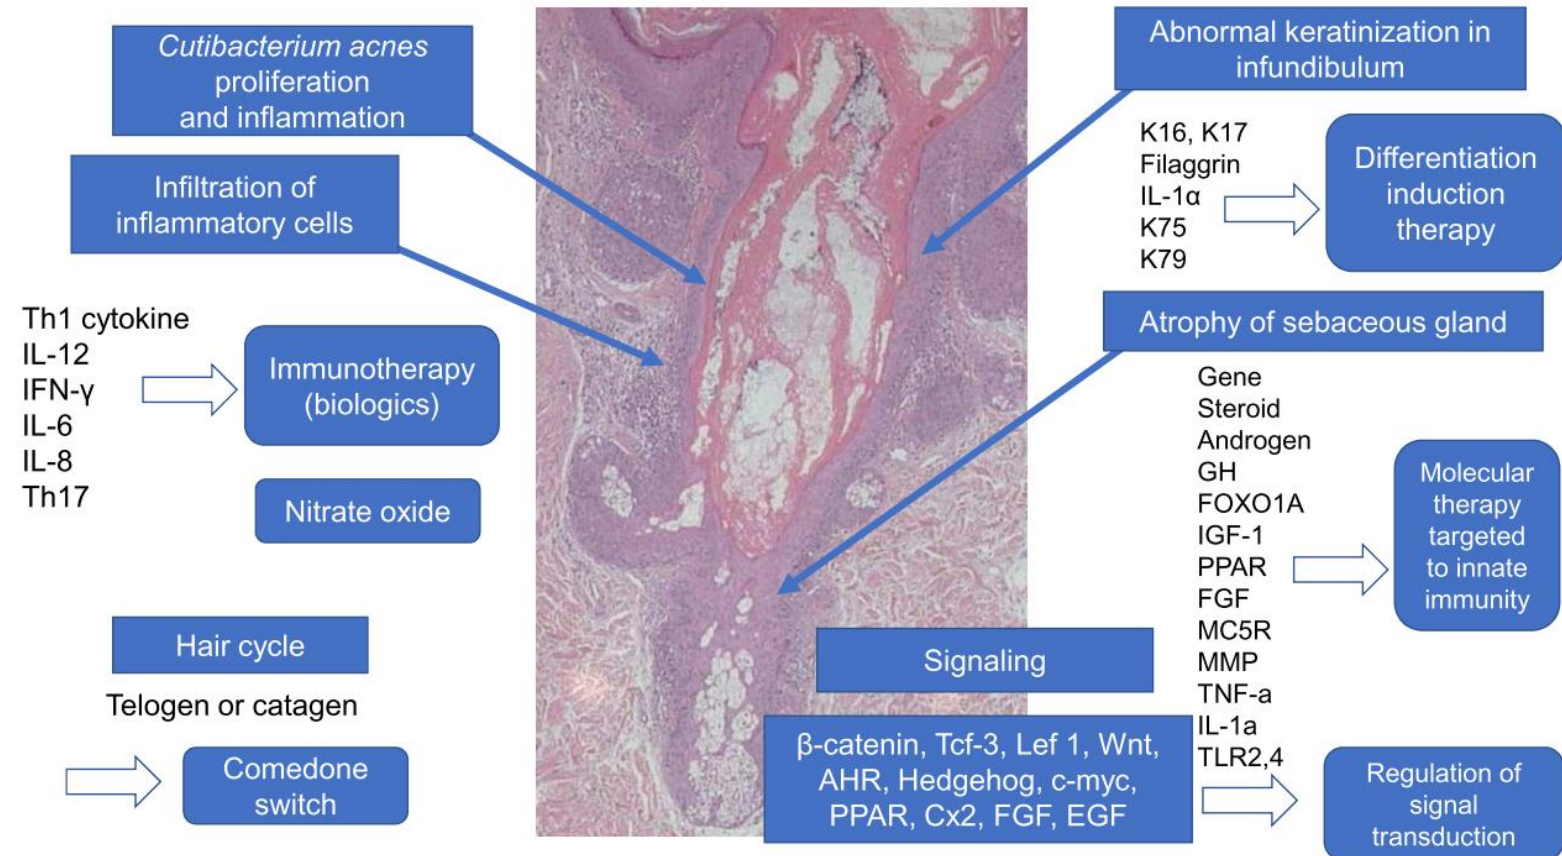 Cutibacterium acnes
proliferation
and inflammation
Infiltration of
inflammatory cells
Th1 cytokine
IL-12
IFN-γ
IL-6
IL-8
Th17
Immunotherapy
(biologics)
Nitrate oxide
Hair cycle
Telogen or catagen
Comedone
switch
Abnormal keratinization in
infundibulum
K16, K17
Filaggrin
IL-1α
K75
K79
Differentiation
induction
therapy
Atrophy of sebaceous gland
Gene
Steroid
Androgen
GH
FOXO1A
IGF-1
PPAR
FGF
MC5R
MMP
TNF-a
IL-1a
TLR2,4
Molecular
therapy
targeted
to innate
immunity
Signaling
β-catenin, Tcf-3, Lef 1, Wnt,
AHR, Hedgehog, c-myc,
PPAR, Cx2, FGF, EGF
Regulation of
signal
transduction